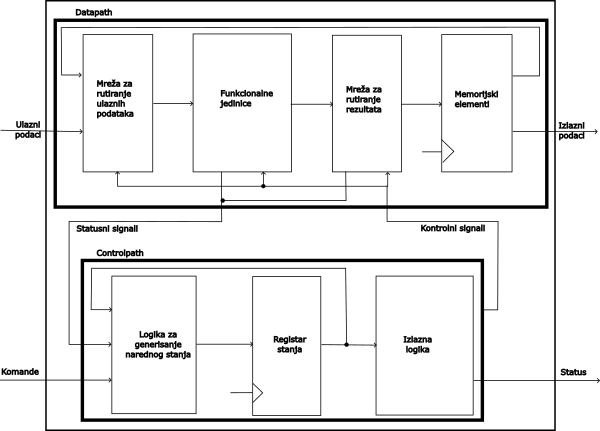 Datapath
Mreža za
rutiranje
ulaznih
podataka
Funkcionalne
jedinice
Mreža za
rutiranje
rezultata
Memorijski
elementi
Ulazni
podaci
Izlazni
podaci
Statusni signali
Kontrolni signali
Controlpath
Logika za
generisanje
narednog stanja
Registar
stanja
Izlazna
logika
Komande
Status